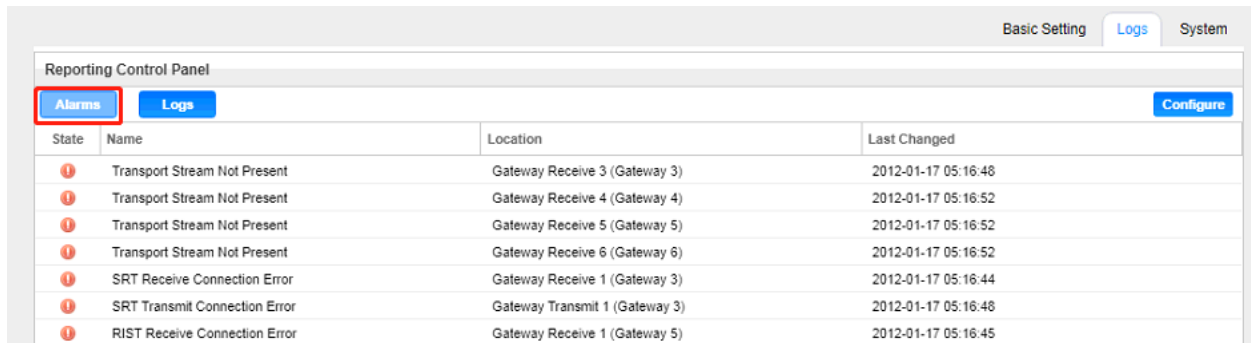 Basic Setting Logs System
Reporting Control Panel
Alarms Logs Configure
State Name Location Last Changed
Transport Stream Not Present Gateway Receive 3 (Gateway 3) 2012-01-17 05:16:48
Transport Stream Not Present Gateway Receive 4 (Gateway 4) 2012-01-17 05:16:52
Transport Stream Not Present Gateway Receive 5 (Gateway 5) 2012-01-17 05:16:52
Transport Stream Not Present Gateway Receive 6 (Gateway 6) 2012-01-17 05:16:52
SRT Receive Connection Error Gateway Receive 1 (Gateway 3) 2012-01-17 05:16:44
SRT Transmit Connection Error Gateway Transmit 1 (Gateway 3) 2012-01-17 05:16:48
RIST Receive Connection Error Gateway Receive 1 (Gateway 5) 2012-01-17 05:16:45